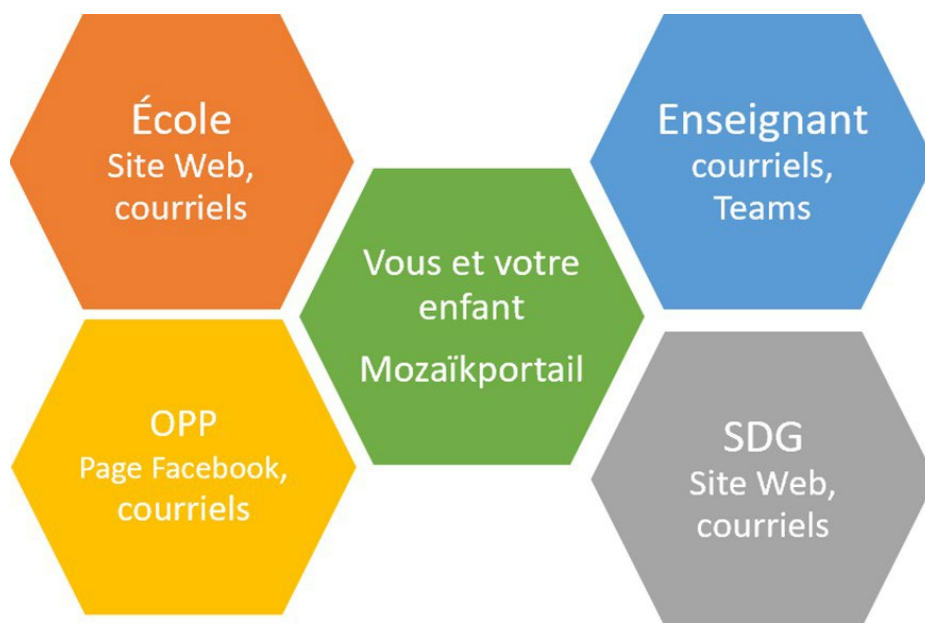 École
Site Web,
courriels
Enseignant
courriels,
Teams
Vous et votre
enfant
Mozaïkportail
OPP
Page Facebook,
courriels
SDG
Site Web,
courriels